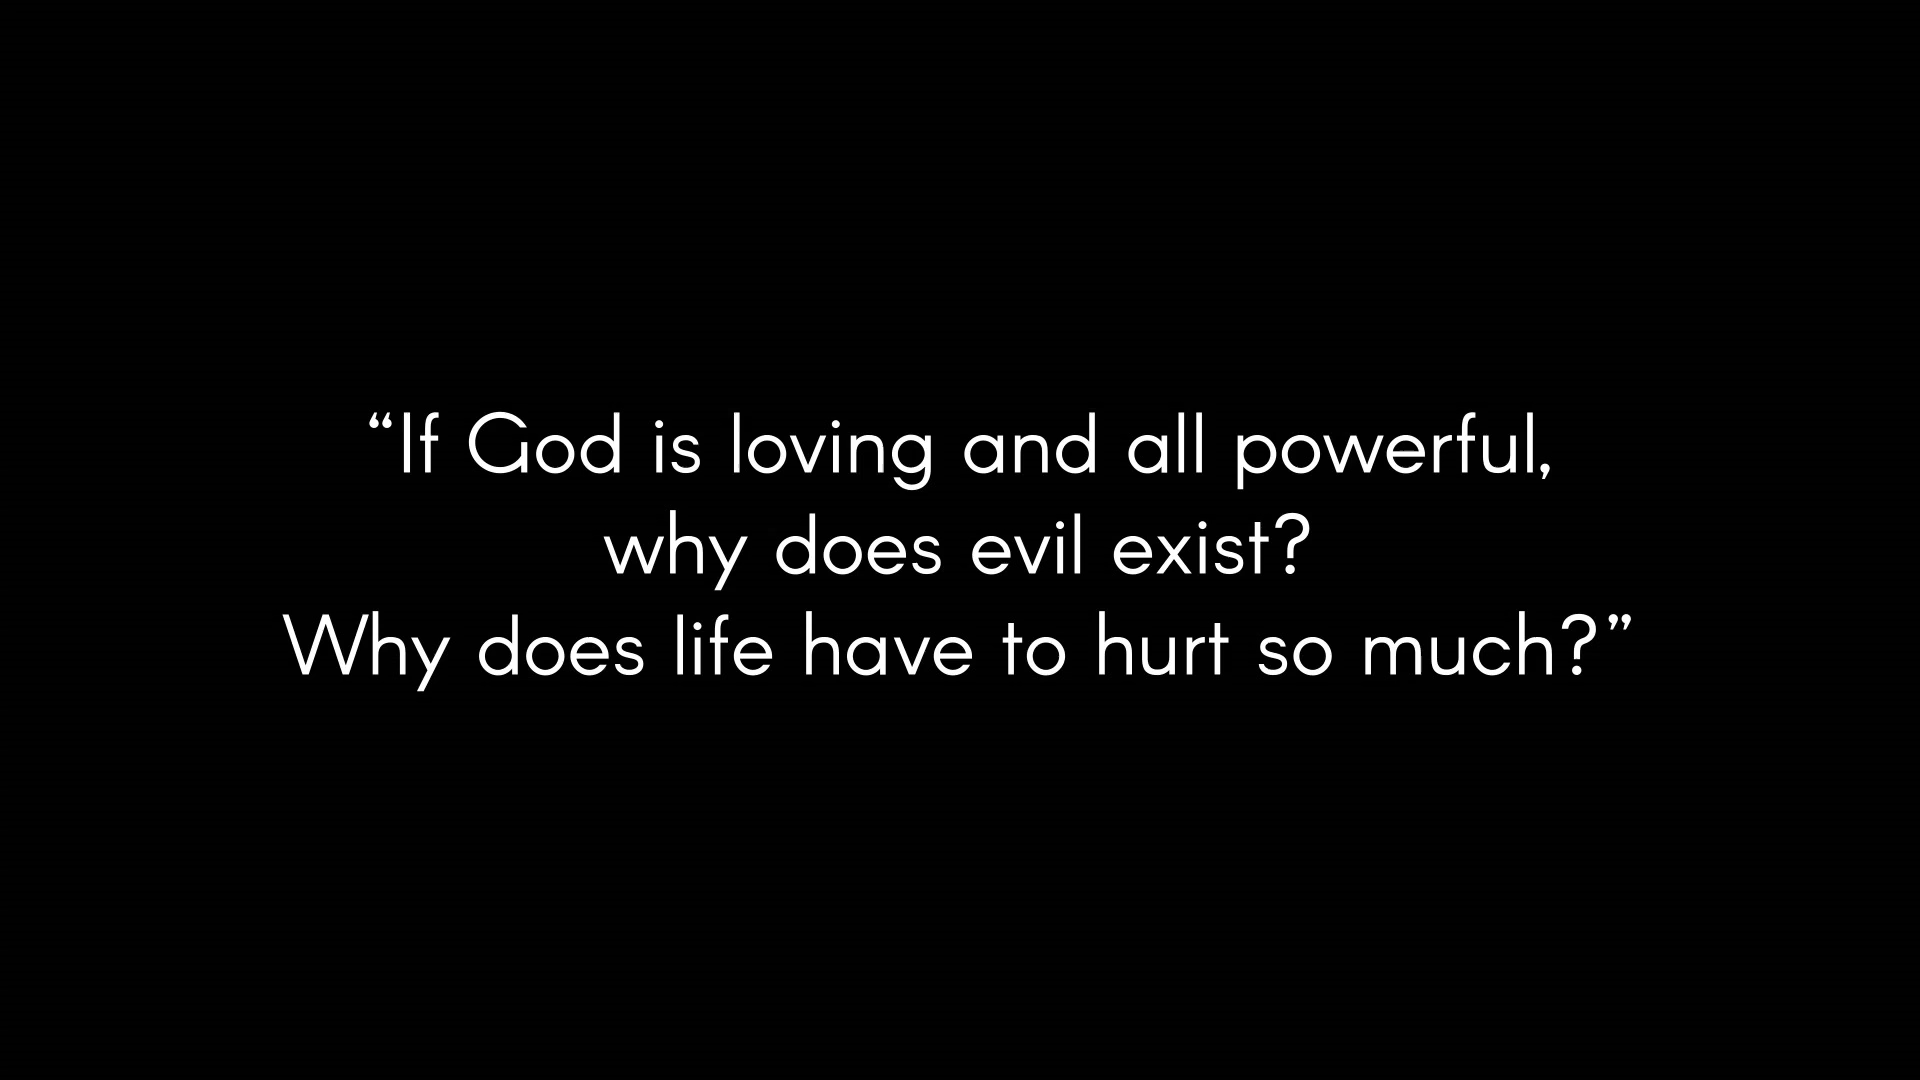 “If God is loving and all powerful,
why does evil exist?
Why does life have to hurt so much?”